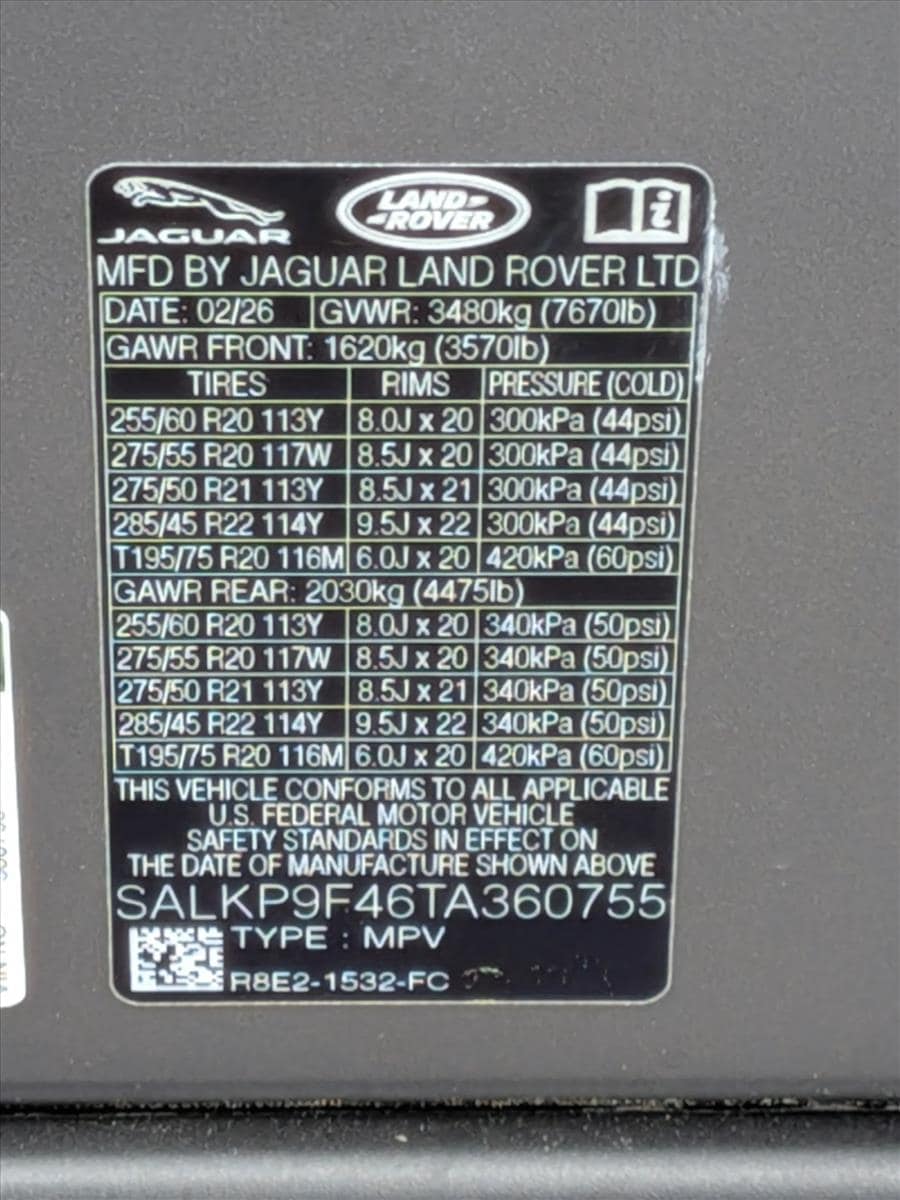 JAGUAR LAND ROVER i
MFD BY JAGUAR LAND ROVER LTD
DATE: 02/26 GVWR: 3480kg (7670lb)
GAWR FRONT: 1620kg (3570lb)
TIRES RIMS PRESSURE (COLD)
255/60 R20 113Y 8.0J x 20 300kPa (44psi)
275/55 R20 117W 8.5J x 20 300kPa (44psi)
275/50 R21 113Y 8.5J x 21 300kPa (44psi)
285/45 R22 114Y 9.5J x 22 300kPa (44psi)
T195/75 R20 116M 6.0J x 20 420kPa (60psi)
GAWR REAR: 2030kg (4475lb)
255/60 R20 113Y 8.0J x 20 340kPa (50psi)
275/55 R20 117W 8.5J x 20 340kPa (50psi)
275/50 R21 113Y 8.5J x 21 340kPa (50psi)
285/45 R22 114Y 9.5J x 22 340kPa (50psi)
T195/75 R20 116M 6.0J x 20 420kPa (60psi)
THIS VEHICLE CONFORMS TO ALL APPLICABLE
U.S. FEDERAL MOTOR VEHICLE
SAFETY STANDARDS IN EFFECT ON
THE DATE OF MANUFACTURE SHOWN ABOVE
SALKP9F46TA360755
TYPE : MPV
R8E2-1532-FC